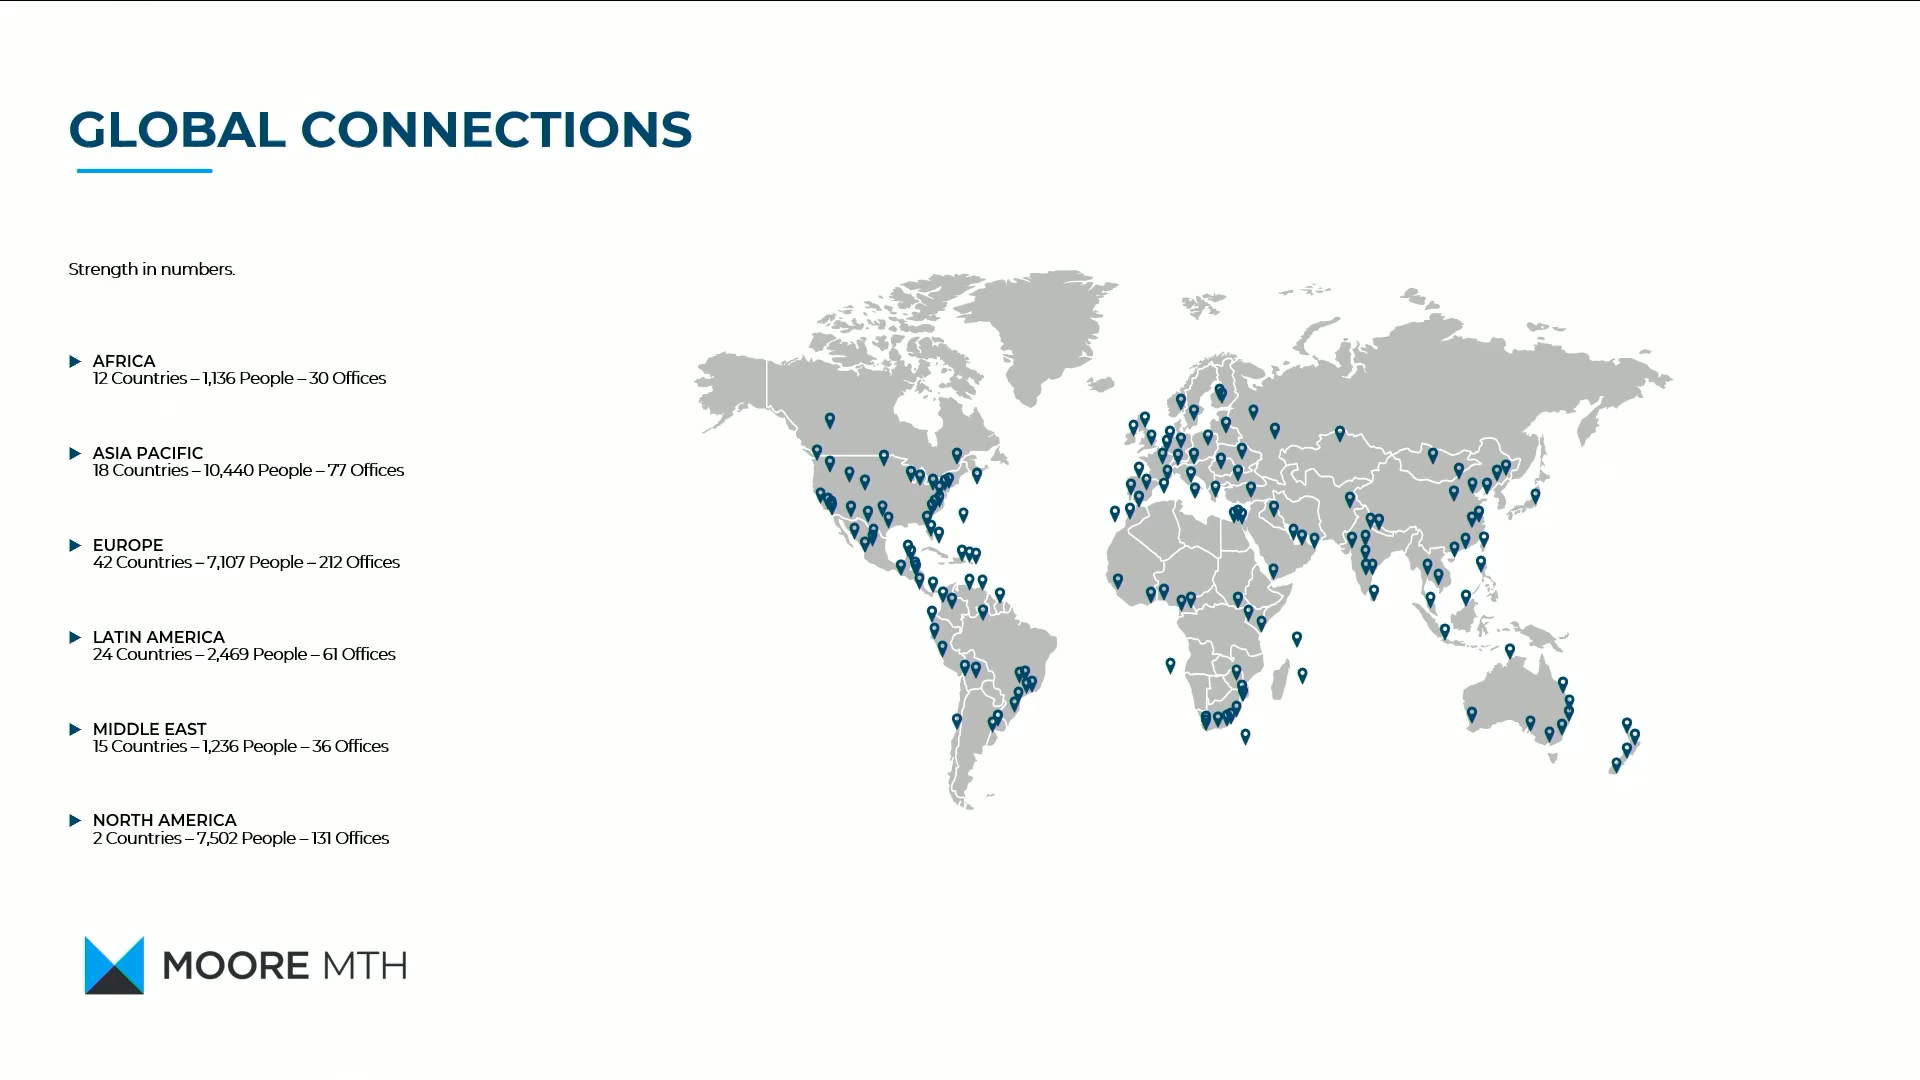 GLOBAL CONNECTIONS
Strength in numbers.
AFRICA
12 Countries – 1,136 People – 30 Offices
ASIA PACIFIC
18 Countries – 10,440 People – 77 Offices
EUROPE
42 Countries – 7,107 People – 212 Offices
LATIN AMERICA
24 Countries – 2,469 People – 61 Offices
MIDDLE EAST
15 Countries – 1,236 People – 36 Offices
NORTH AMERICA
2 Countries – 7,502 People – 131 Offices
MOORE MTH